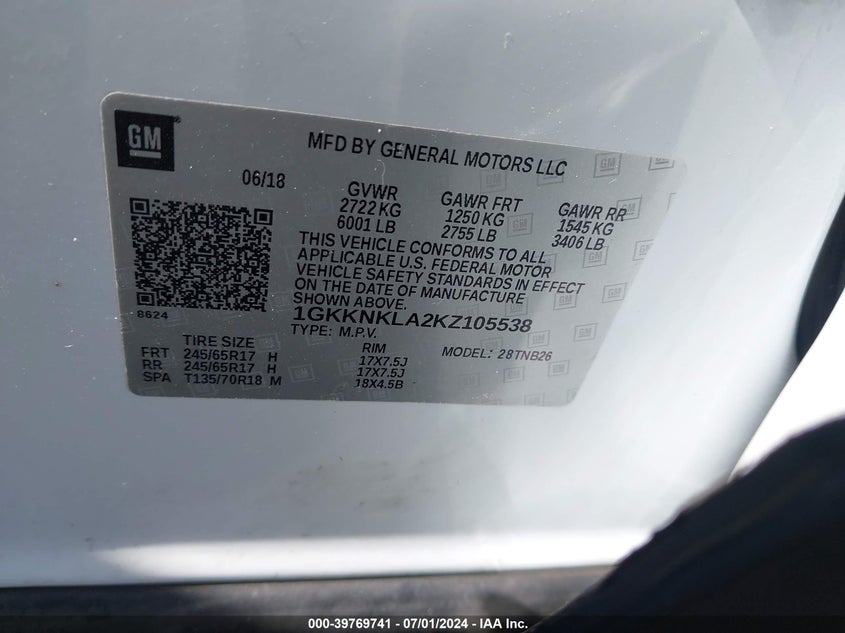 GM
MFD BY GENERAL MOTORS LLC
06/18
GVWR
2722 KG
6001 LB
GAWR FRT
1250 KG
2755 LB
GAWR RR
1545 KG
3406 LB
THIS VEHICLE CONFORMS TO ALL
APPLICABLE U.S. FEDERAL MOTOR
VEHICLE SAFETY STANDARDS IN EFFECT
ON THE DATE OF MANUFACTURE
SHOWN ABOVE.
8624
1GKKNKLA2KZ105538
TYPE: M.P.V.
MODEL: 28TNB26
TIRE SIZE RIM
FRT 245/65R17 H 17X7.5J
RR 245/65R17 H 17X7.5J
SPA T135/70R18 M 18X4.5B
000-39769741 / 07/01/2024 - © IAA Inc.